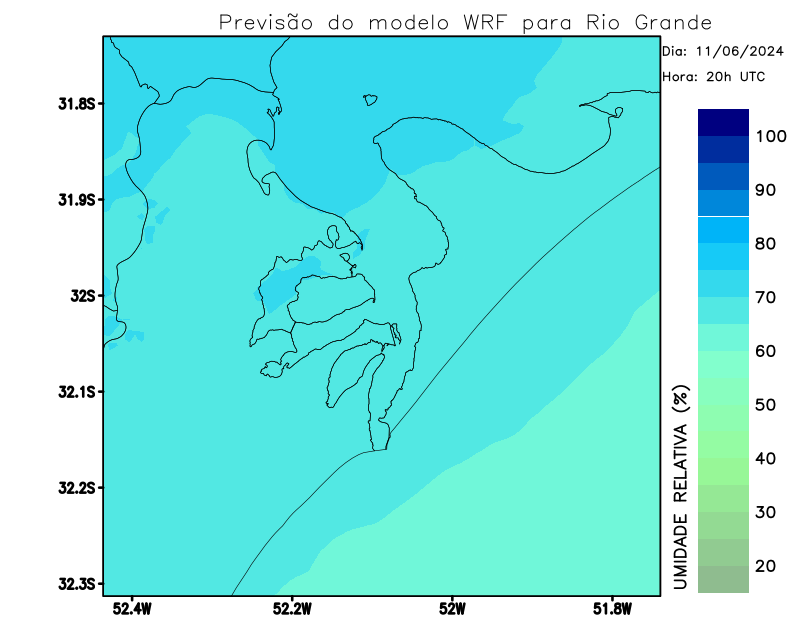 Previsão do modelo WRF para Rio Grande
Dia: 11/06/2024
Hora: 20h UTC
31.8S
31.9S
32S
32.1S
32.2S
32.3S
52.4W
52.2W
52W
51.8W
100
90
80
70
60
50
40
30
20
UMIDADE RELATIVA (%)